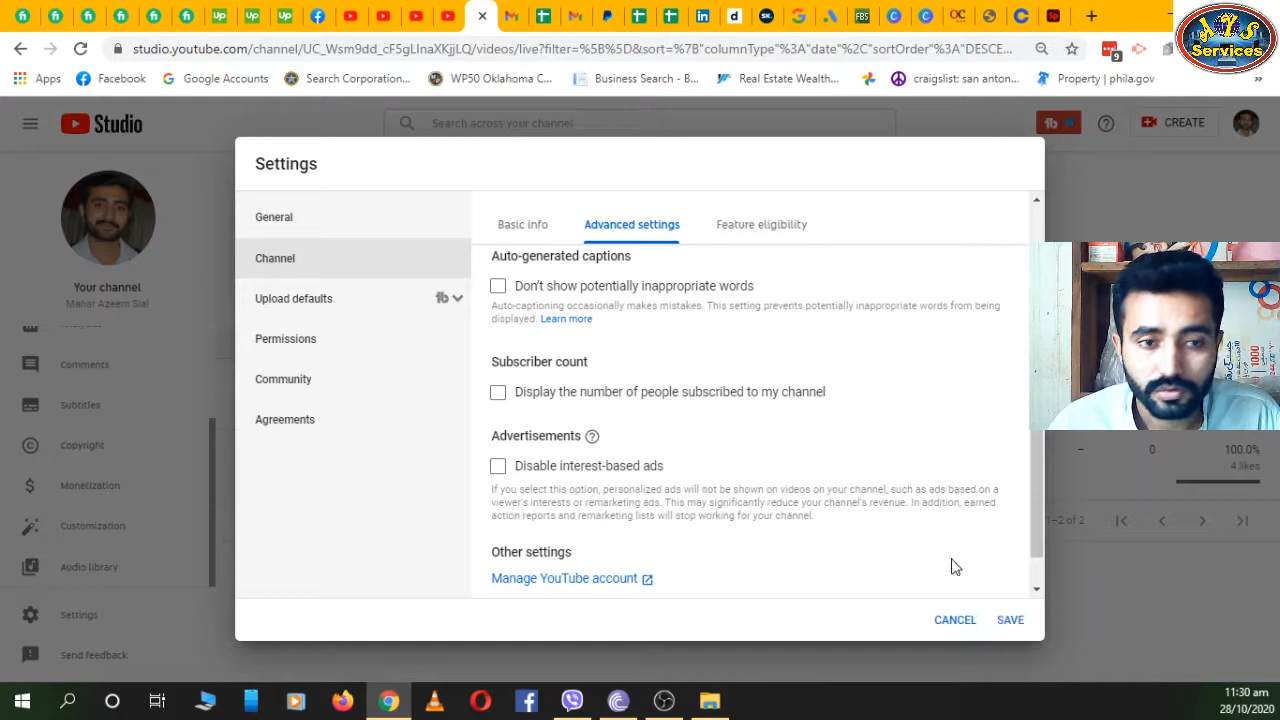 studio.youtube.com/channel/UC_Wsm9dd_cF5gLInaXKjjLQ/videos/live?filter=%5B%5D&sort=%7B"columnType"%3A"date"%2C"sortOrder"%3A"DESCE...
9
AZS
Services
Apps
Facebook
Google Accounts
Search Corporation...
WP50 Oklahoma C...
Business Search - B...
Real Estate Wealth...
craigslist: san anton...
Property | phila.gov
»
Studio
Search across your channel
CREATE
Settings
Your channel
Mahar Azeem Sial
Comments
Subtitles
Copyright
Monetization
Customization
Audio library
Settings
Send feedback
General
Channel
Upload defaults
Permissions
Community
Agreements
Basic info
Advanced settings
Feature eligibility
Auto-generated captions
Don't show potentially inappropriate words
Auto-captioning occasionally makes mistakes. This setting prevents potentially inappropriate words from being
displayed. Learn more
Subscriber count
Display the number of people subscribed to my channel
Advertisements
Disable interest-based ads
If you select this option, personalized ads will not be shown on videos on your channel, such as ads based on a
viewer's interests or remarketing ads. This may significantly reduce your channel's revenue. In addition, earned
action reports and remarketing lists will stop working for your channel.
Other settings
Manage YouTube account
CANCEL
SAVE
– 0 100.0%
4 likes
1–2 of 2
11:30 am
28/10/2020